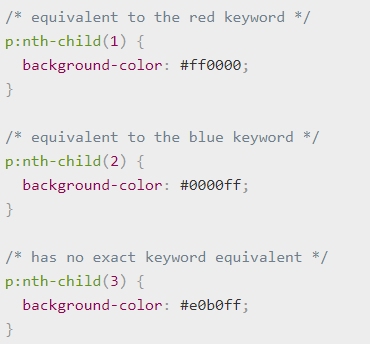 /* equivalent to the red keyword */
p:nth-child(1) {
  background-color: #ff0000;
}

/* equivalent to the blue keyword */
p:nth-child(2) {
  background-color: #0000ff;
}

/* has no exact keyword equivalent */
p:nth-child(3) {
  background-color: #e0b0ff;
}